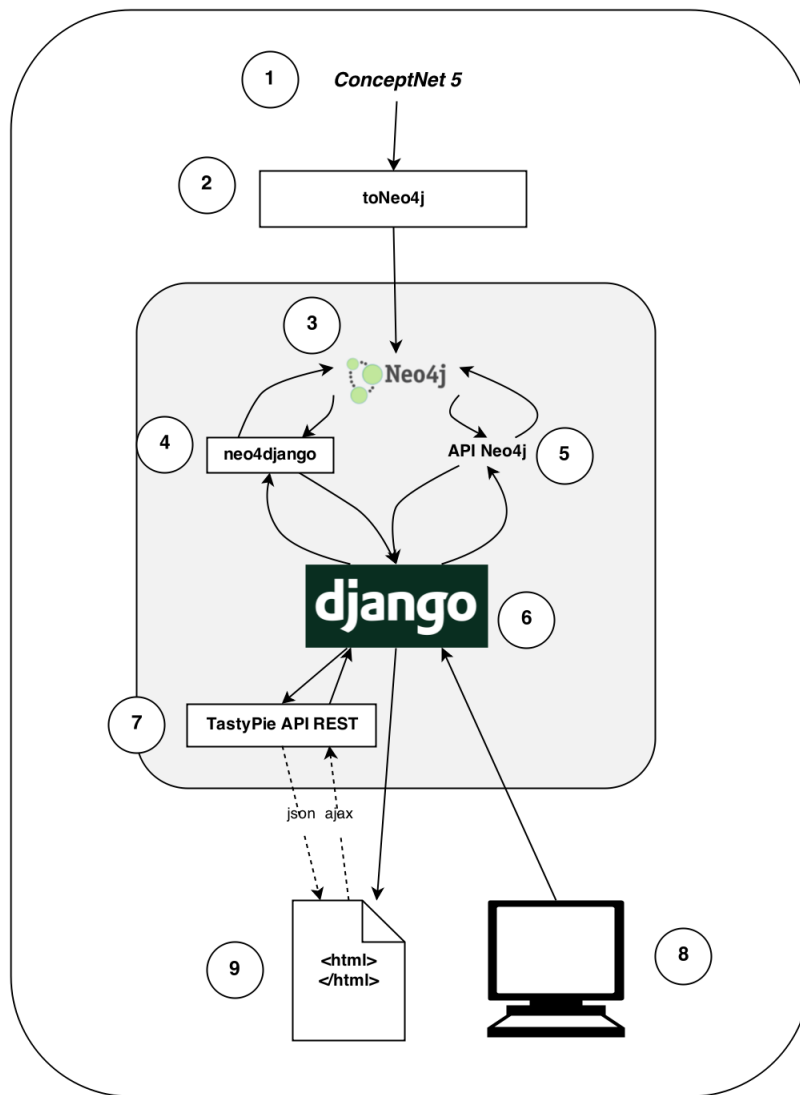 1
ConceptNet 5
2
toNeo4j
3
Neo4j
4
neo4django
API Neo4j
5
django
6
7
TastyPie API REST
json ajax
<html>
</html>
9
8